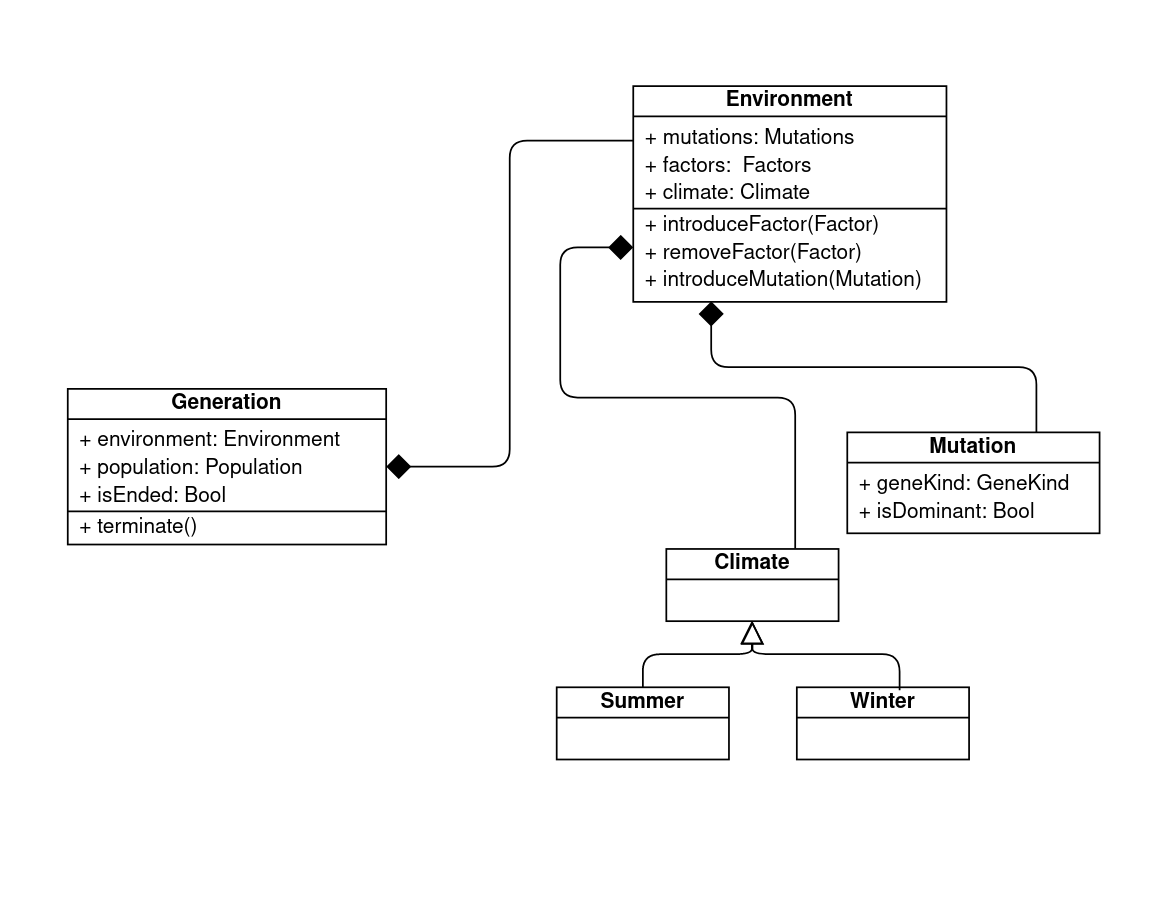 Environment
+ mutations: Mutations
+ factors:  Factors
+ climate: Climate
+ introduceFactor(Factor)
+ removeFactor(Factor)
+ introduceMutation(Mutation)
Generation
+ environment: Environment
+ population: Population
+ isEnded: Bool
+ terminate()
Mutation
+ geneKind: GeneKind
+ isDominant: Bool
Climate
Summer
Winter